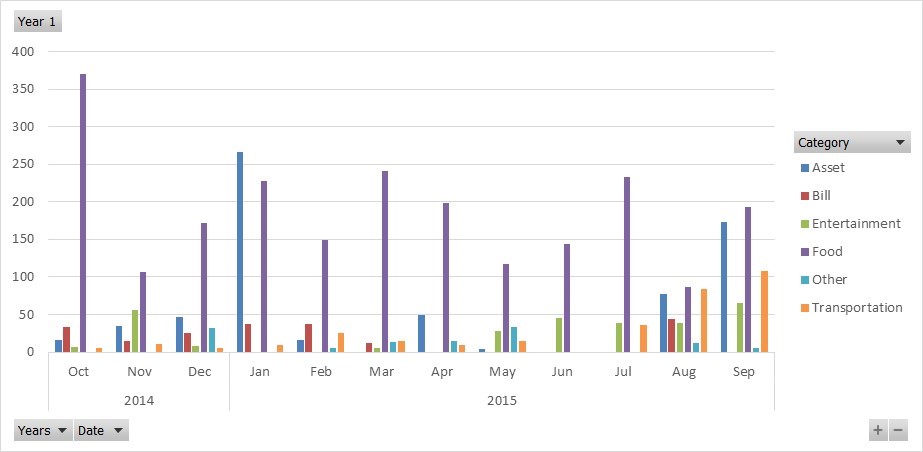 Year 1
400
350
300
250
200
150
100
50
0
Oct Nov Dec Jan Feb Mar Apr May Jun Jul Aug Sep
2014 2015
Category
Asset
Bill
Entertainment
Food
Other
Transportation
Years Date
+ −